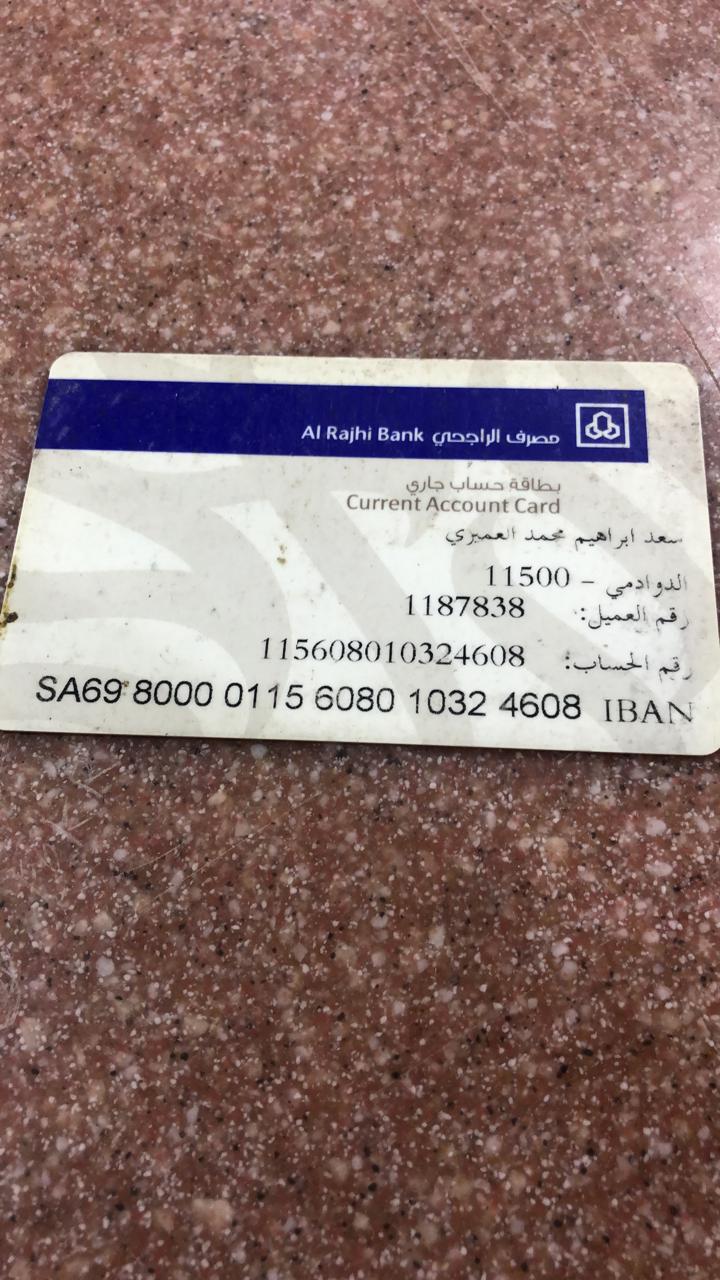 مصرف الراجحي Al Rajhi Bank
بطاقة حساب جاري
Current Account Card
سعد ابراهيم محمد العميري
الدوادمي - 11500
رقم العميل: 1187838
رقم الحساب: 115608010324608
SA69 8000 0115 6080 1032 4608 IBAN